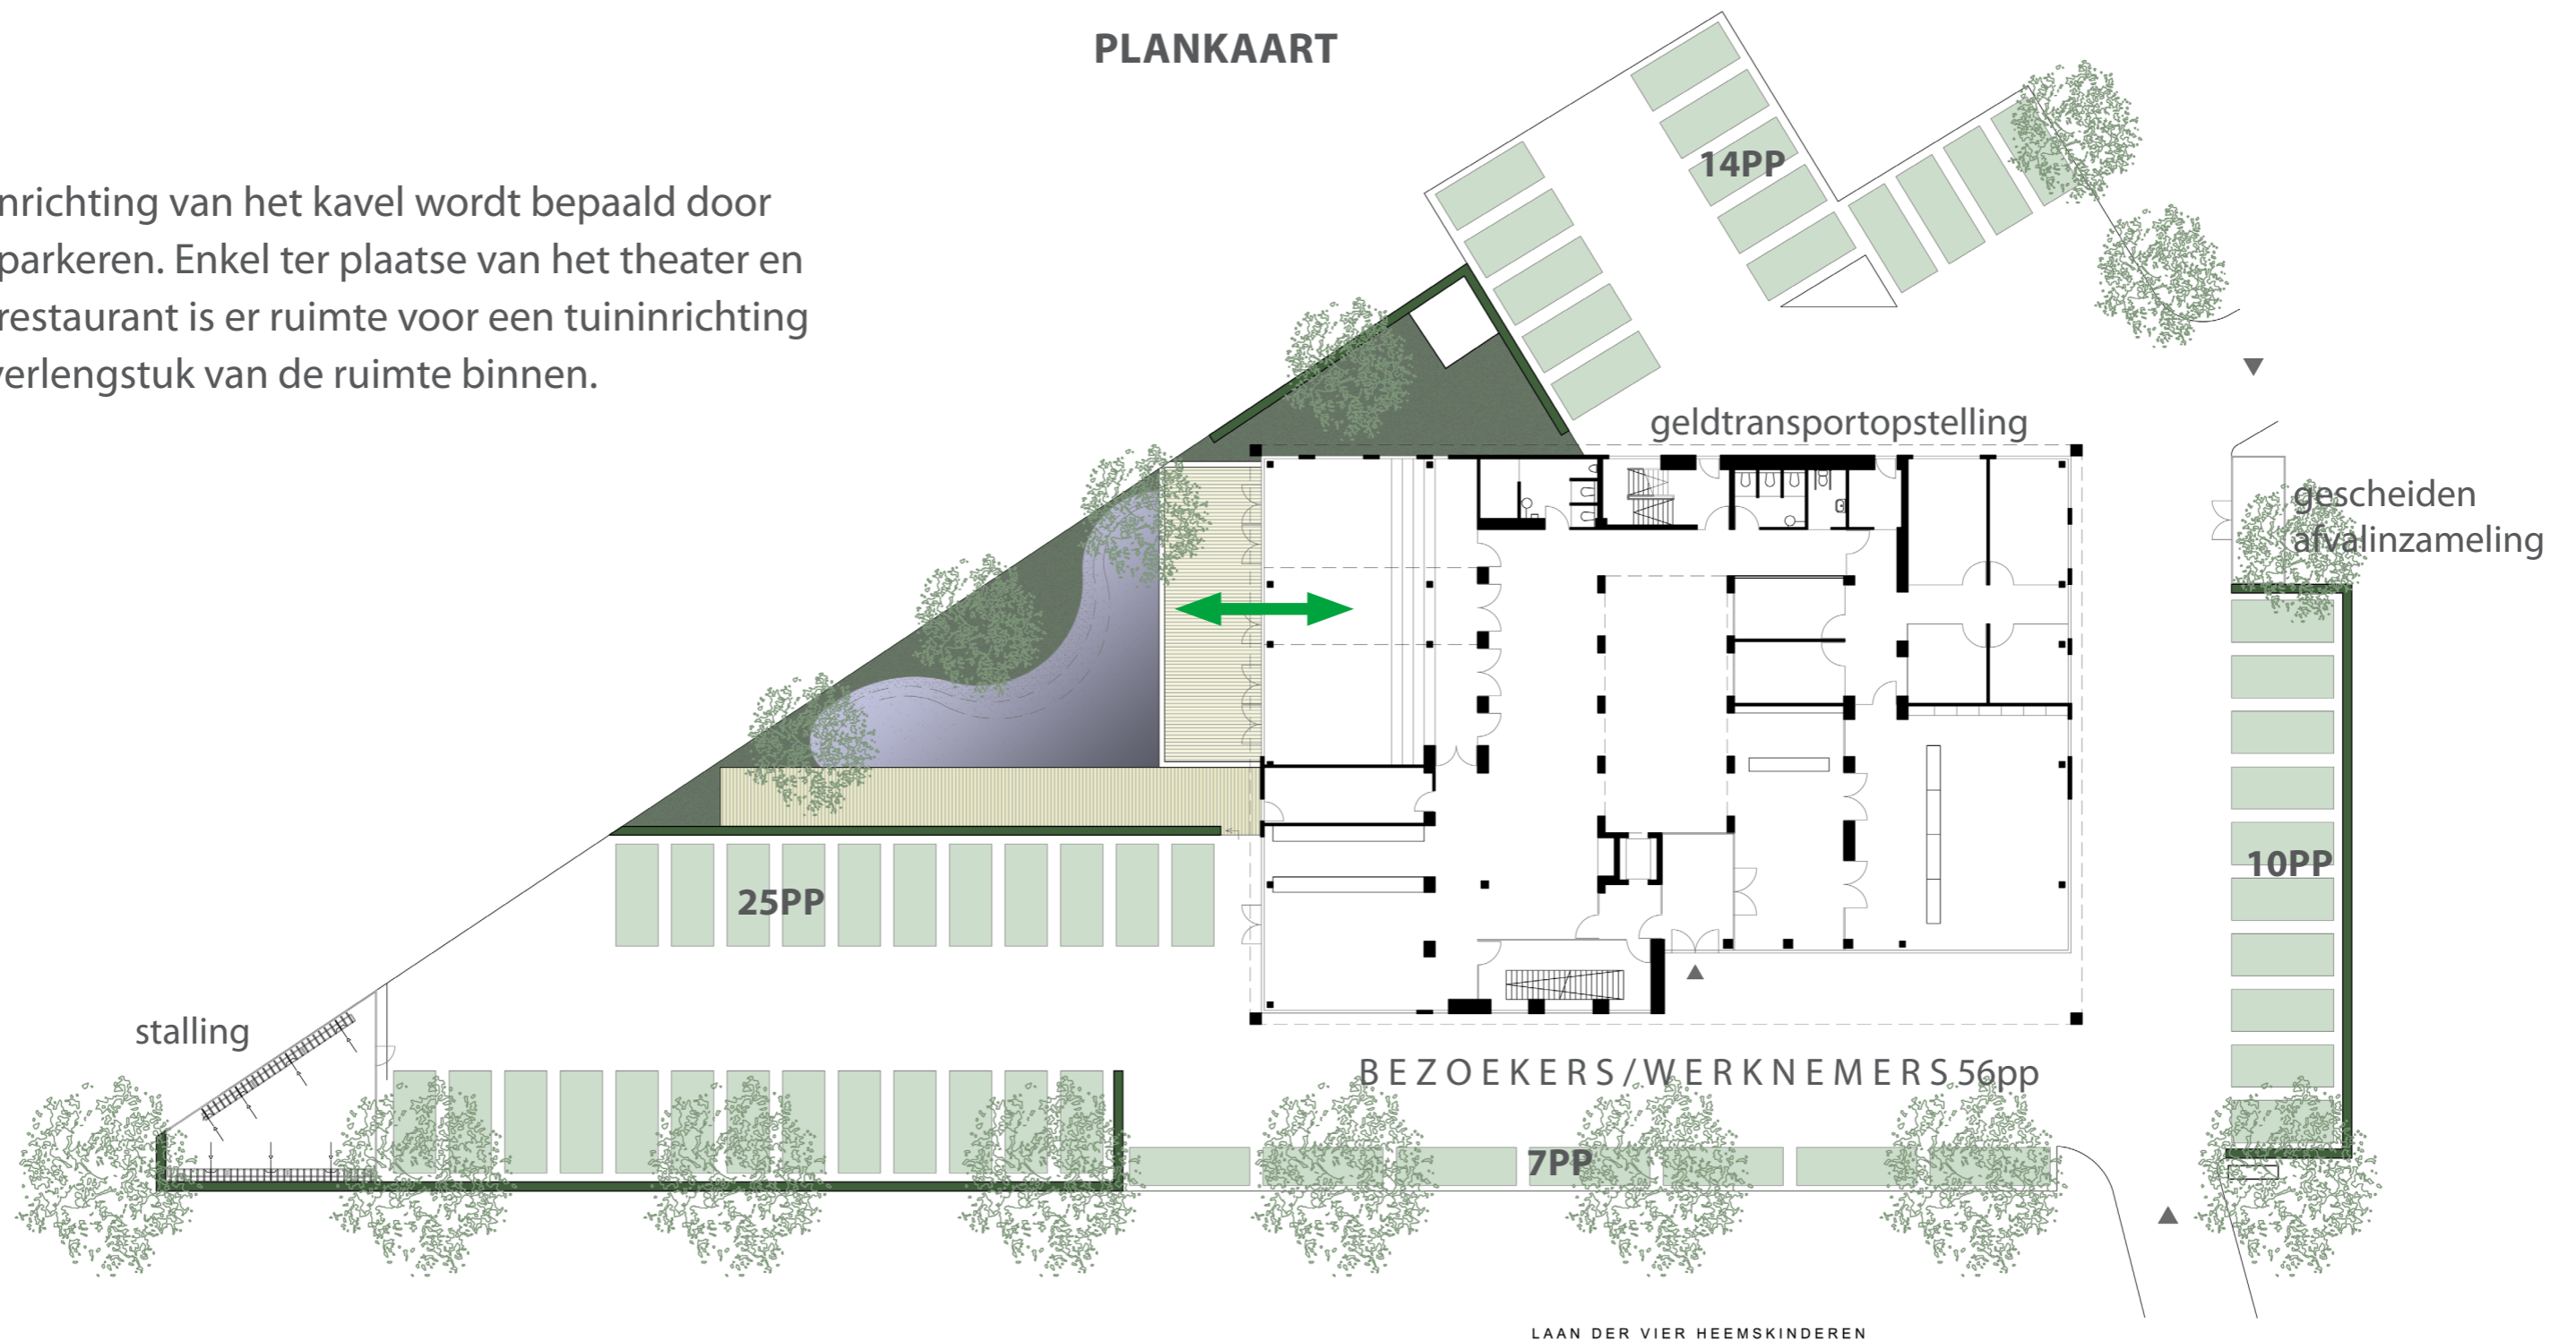 PLANKAART
nrichting van het kavel wordt bepaald door
parkeren. Enkel ter plaatse van het theater en
restaurant is er ruimte voor een tuininrichting
verlengstuk van de ruimte binnen.
14PP
geldtransportopstelling
gescheiden
afvalinzameling
10PP
25PP
stalling
BEZOEKERS/WERKNEMERS 56pp
7PP
LAAN DER VIER HEEMSKINDEREN